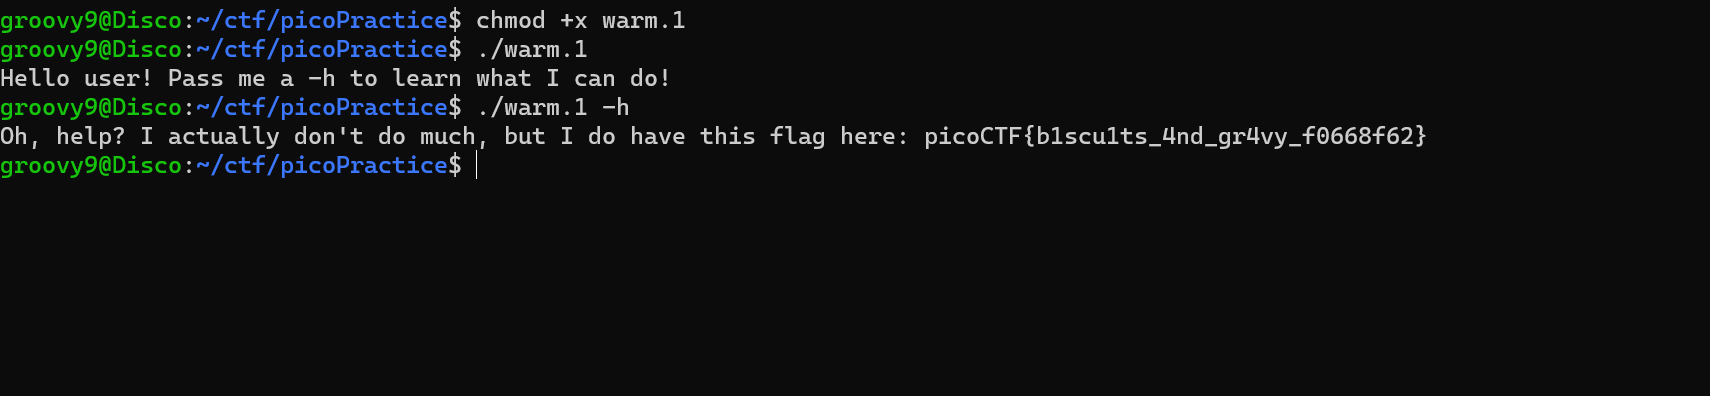 groovy9@Disco:~/ctf/picoPractice$ chmod +x warm.1
groovy9@Disco:~/ctf/picoPractice$ ./warm.1
Hello user! Pass me a -h to learn what I can do!
groovy9@Disco:~/ctf/picoPractice$ ./warm.1 -h
Oh, help? I actually don't do much, but I do have this flag here: picoCTF{b1scu1ts_4nd_gr4vy_f0668f62}
groovy9@Disco:~/ctf/picoPractice$